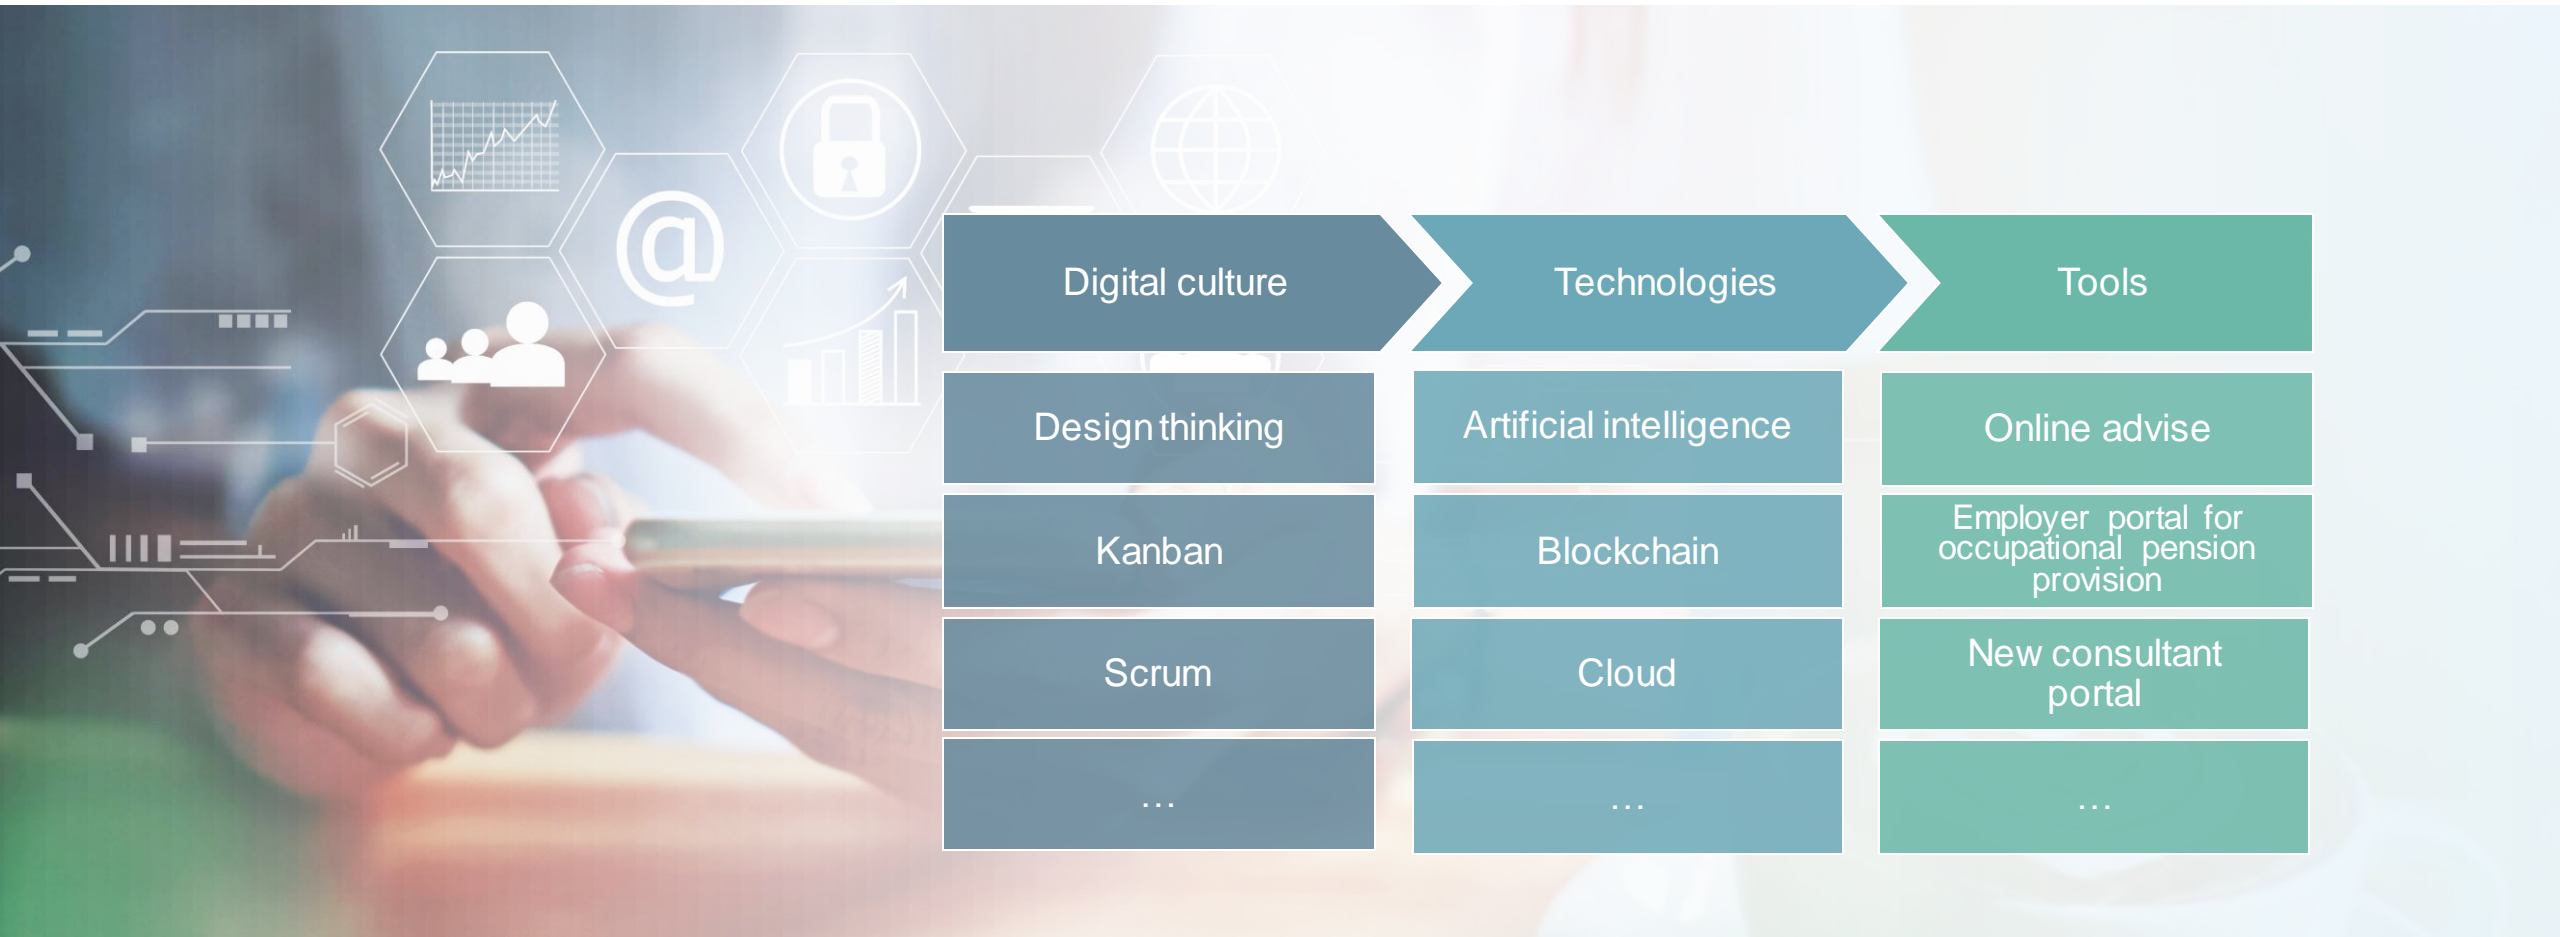 @
Digital culture
Technologies
Tools
Design thinking
Artificial intelligence
Online advise
Kanban
Blockchain
Employer portal for
occupational pension
provision
Scrum
Cloud
New consultant
portal
...
...
...